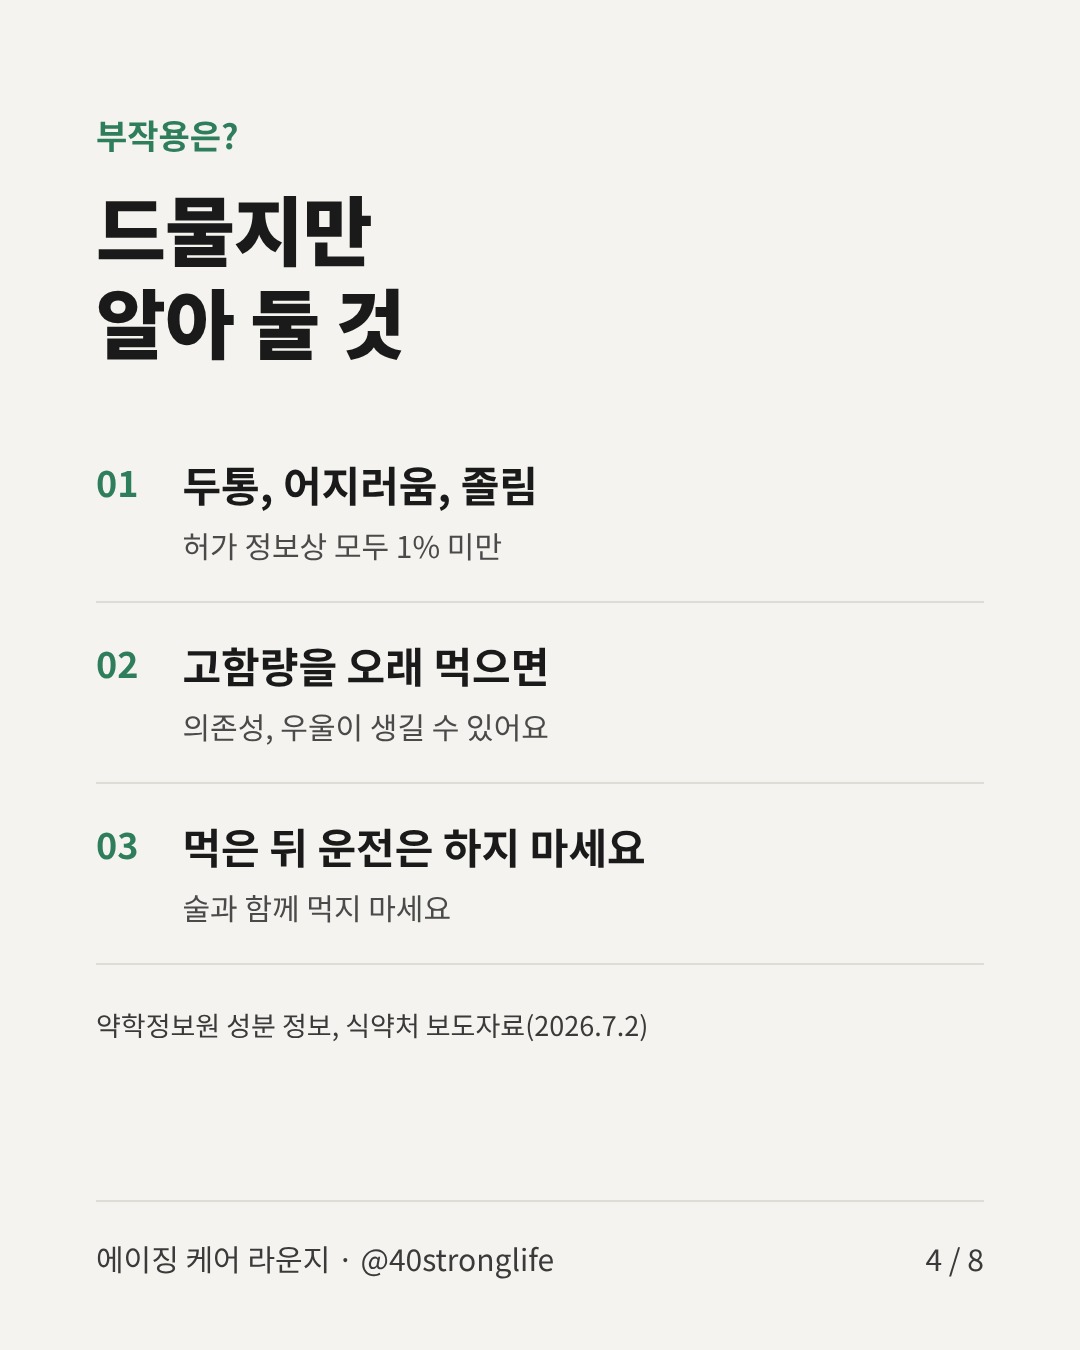 부작용은?
드물지만
알아 둘 것
01 두통, 어지러움, 졸림
허가 정보상 모두 1% 미만
02 고함량을 오래 먹으면
의존성, 우울이 생길 수 있어요
03 먹은 뒤 운전은 하지 마세요
술과 함께 먹지 마세요
약학정보원 성분 정보, 식약처 보도자료(2026.7.2)
에이징 케어 라운지 · @40stronglife 4 / 8